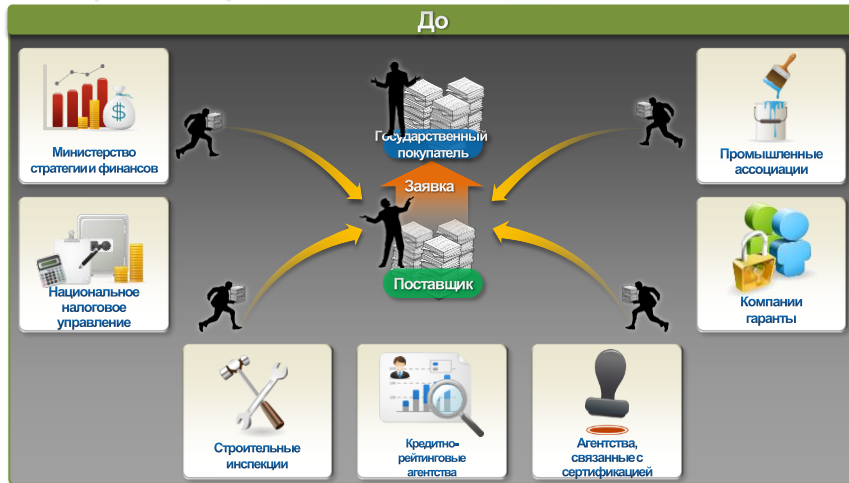 До
Министерство
стратегии и финансов
Государственный
покупатель
Заявка
Поставщик
Промышленные
ассоциации
Национальное
налоговое
управление
Компании
гаранты
Строительные
инспекции
Кредитно-
рейтинговые
агентства
Агентства,
связанные с
сертификацией